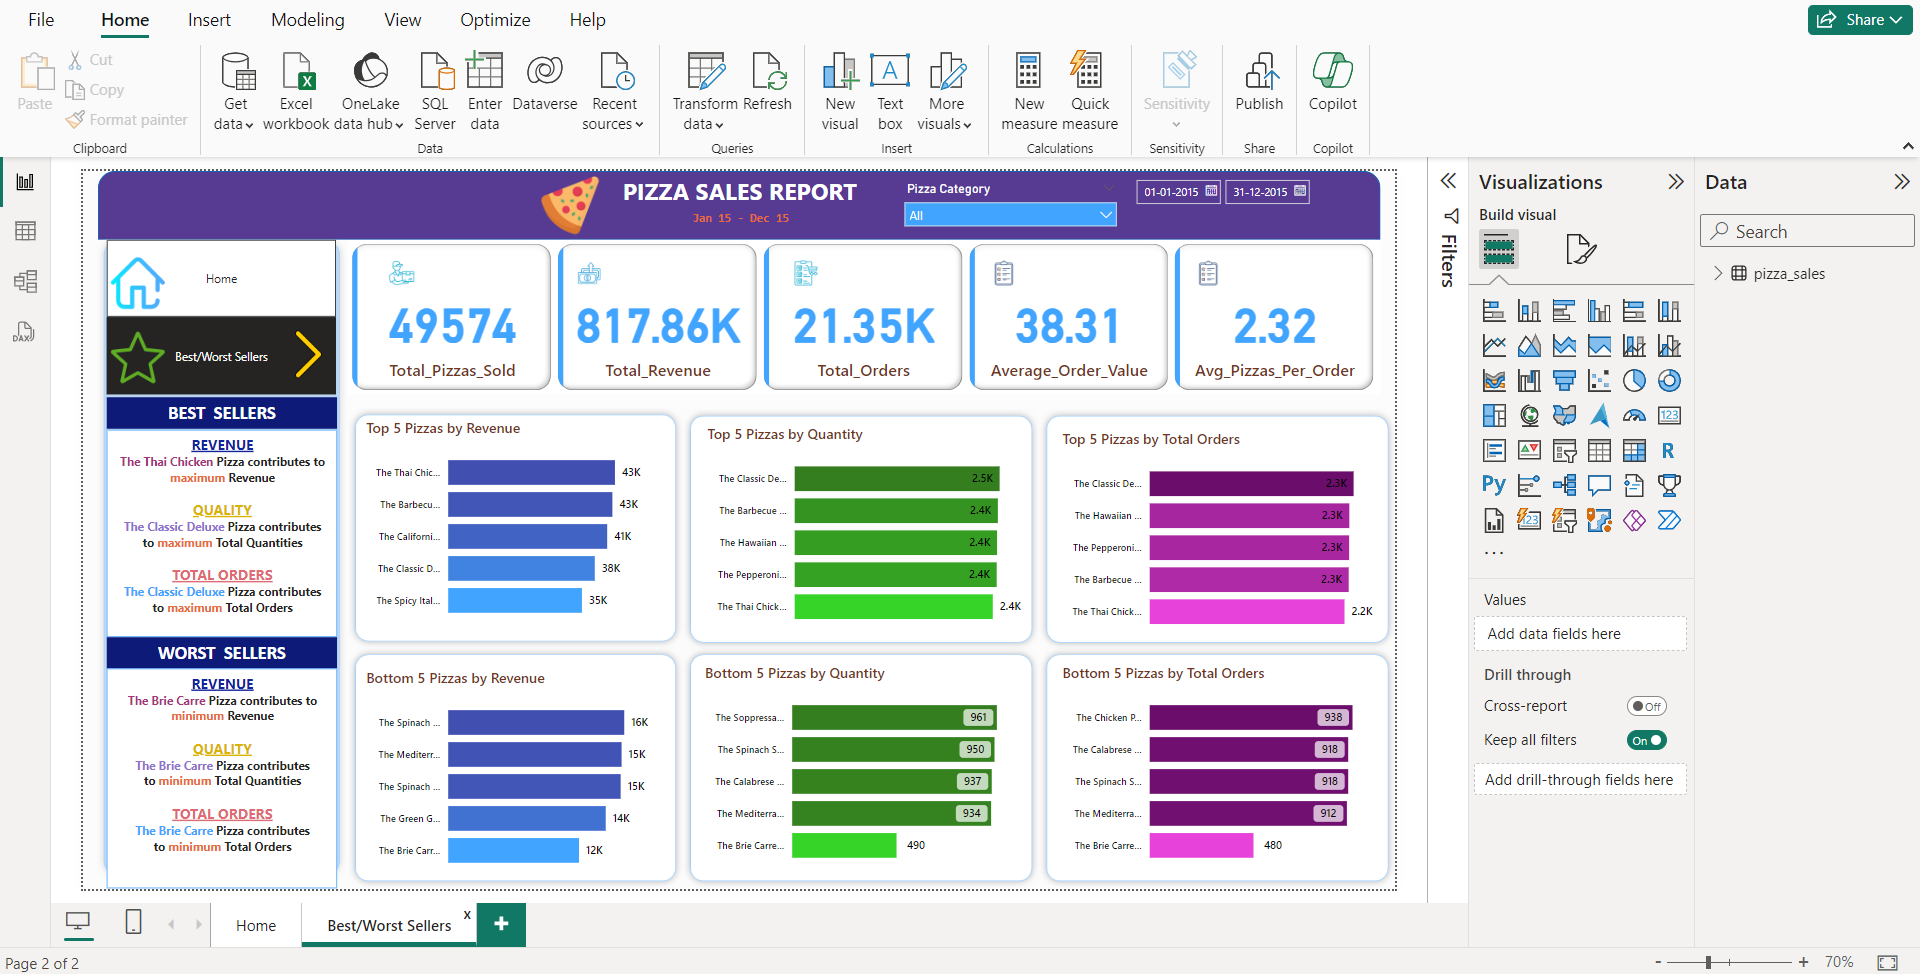 File Home Insert Modeling View Optimize Help
Share
Paste
Cut
Copy
Format painter
Clipboard
Get data
Excel workbook
OneLake data hub
SQL Server
Enter data
Dataverse
Recent sources
Data
Transform data
Refresh
Queries
New visual
Text box
More visuals
Insert
New measure
Quick measure
Calculations
Sensitivity
Sensitivity
Publish
Share
Copilot
Copilot
PIZZA SALES REPORT
Jan 15 - Dec 15
Pizza Category
All
01-01-2015
31-12-2015
Home
Best/Worst Sellers
49574
Total_Pizzas_Sold
817.86K
Total_Revenue
21.35K
Total_Orders
38.31
Average_Order_Value
2.32
Avg_Pizzas_Per_Order
BEST SELLERS
REVENUE
The Thai Chicken Pizza contributes to
maximum Revenue
QUALITY
The Classic Deluxe Pizza contributes
to maximum Total Quantities
TOTAL ORDERS
The Classic Deluxe Pizza contributes
to maximum Total Orders
WORST SELLERS
REVENUE
The Brie Carre Pizza contributes to
minimum Revenue
QUALITY
The Brie Carre Pizza contributes
to minimum Total Quantities
TOTAL ORDERS
The Brie Carre Pizza contributes
to minimum Total Orders
Top 5 Pizzas by Revenue
The Thai Chic... 43K
The Barbecu... 43K
The Californi... 41K
The Classic D... 38K
The Spicy Ital... 35K
Top 5 Pizzas by Quantity
The Classic De... 2.5K
The Barbecue ... 2.4K
The Hawaiian ... 2.4K
The Pepperoni... 2.4K
The Thai Chick... 2.4K
Top 5 Pizzas by Total Orders
The Classic De... 2.3K
The Hawaiian ... 2.3K
The Pepperoni... 2.3K
The Barbecue ... 2.3K
The Thai Chick... 2.2K
Bottom 5 Pizzas by Revenue
The Spinach ... 16K
The Mediterr... 15K
The Spinach ... 15K
The Green G... 14K
The Brie Carr... 12K
Bottom 5 Pizzas by Quantity
The Soppressa... 961
The Spinach S... 950
The Calabrese ... 937
The Mediterra... 934
The Brie Carre... 490
Bottom 5 Pizzas by Total Orders
The Chicken P... 938
The Calabrese ... 918
The Spinach S... 918
The Mediterra... 912
The Brie Carre... 480
Filters
Visualizations
Build visual
123
R
Py
123
...
Values
Add data fields here
Drill through
Cross-report Off
Keep all filters On
Add drill-through fields here
Data
Search
pizza_sales
DAX
Home
Best/Worst Sellers x
+
Page 2 of 2
- + 70%